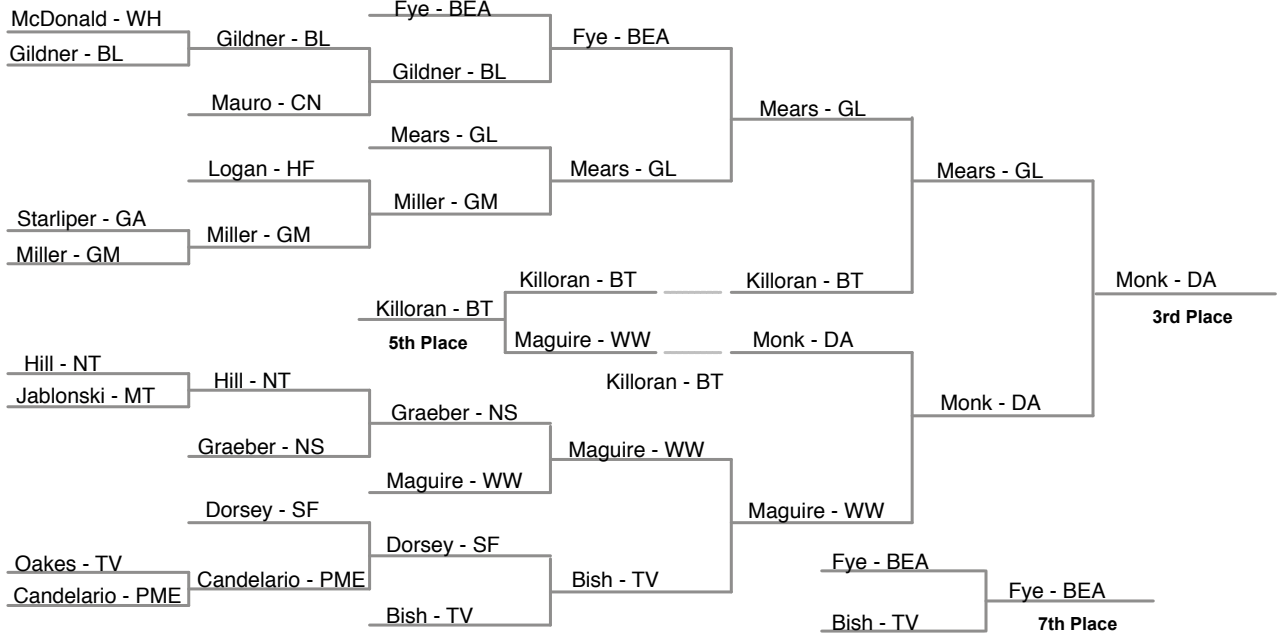 McDonald - WH
Gildner - BL
Gildner - BL
Mauro - CN
Fye - BEA
Gildner - BL
Fye - BEA
Logan - HF
Starliper - GA
Miller - GM
Miller - GM
Mears - GL
Miller - GM
Mears - GL
Mears - GL
Mears - GL
Killoran - BT
5th Place
Killoran - BT
Maguire - WW
Killoran - BT
Monk - DA
Killoran - BT
Monk - DA
3rd Place
Hill - NT
Jablonski - MT
Hill - NT
Graeber - NS
Graeber - NS
Maguire - WW
Maguire - WW
Monk - DA
Dorsey - SF
Oakes - TV
Candelario - PME
Candelario - PME
Dorsey - SF
Bish - TV
Bish - TV
Maguire - WW
Fye - BEA
Bish - TV
Fye - BEA
7th Place